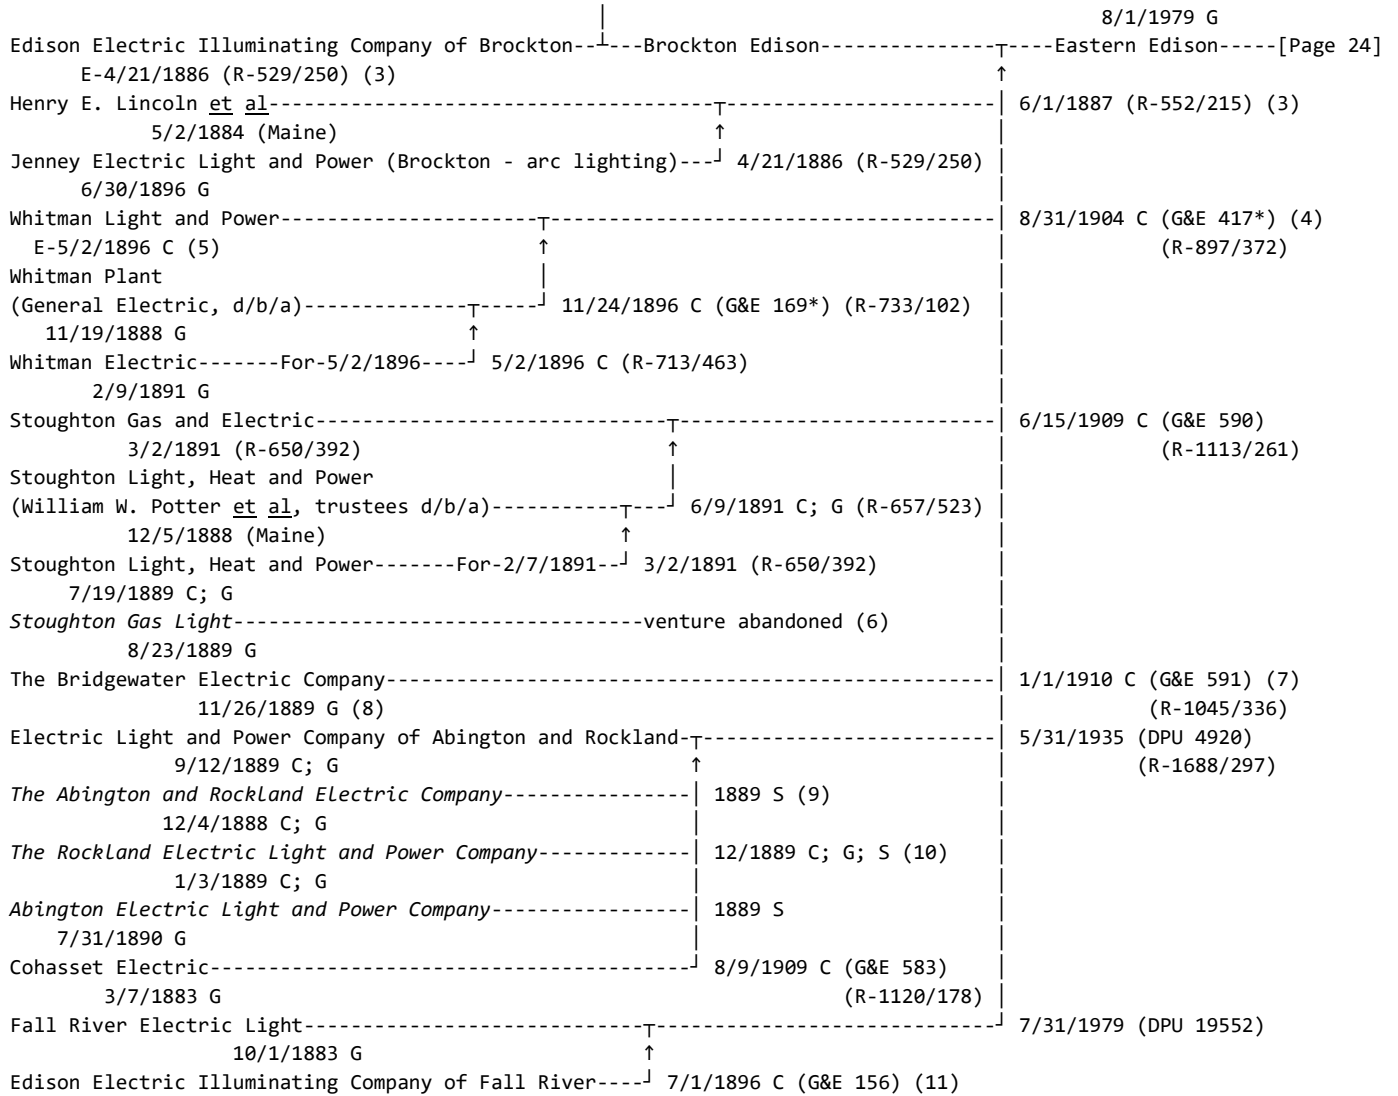 8/1/1979 G
Edison Electric Illuminating Company of Brockton--┴---Brockton Edison---------------┬----Eastern Edison-----[Page 24]
E-4/21/1886 (R-529/250) (3) ↑
Henry E. Lincoln et al--------------------------------------┬-----------------------│ 6/1/1887 (R-552/215) (3)
5/2/1884 (Maine) ↑
Jenney Electric Light and Power (Brockton - arc lighting)---┘ 4/21/1886 (R-529/250)
6/30/1896 G
Whitman Light and Power----------------------┬--------------------------------------│ 8/31/1904 C (G&E 417*) (4)
E-5/2/1896 C (5) ↑ (R-897/372)
Whitman Plant
(General Electric, d/b/a)--------------┬-----┘ 11/24/1896 C (G&E 169*) (R-733/102)
11/19/1888 G ↑
Whitman Electric-------For-5/2/1896----┘ 5/2/1896 C (R-713/463)
2/9/1891 G
Stoughton Gas and Electric------------------------------┬---------------------------│ 6/15/1909 C (G&E 590)
3/2/1891 (R-650/392) ↑ (R-1113/261)
Stoughton Light, Heat and Power
(William W. Potter et al, trustees d/b/a)-----------┬---┘ 6/9/1891 C; G (R-657/523)
12/5/1888 (Maine) ↑
Stoughton Light, Heat and Power-------For-2/7/1891--┘ 3/2/1891 (R-650/392)
7/19/1889 C; G
Stoughton Gas Light-----------------------------------venture abandoned (6)
8/23/1889 G
The Bridgewater Electric Company----------------------------------------------------│ 1/1/1910 C (G&E 591) (7)
11/26/1889 G (8) (R-1045/336)
Electric Light and Power Company of Abington and Rockland-┬-------------------------│ 5/31/1935 (DPU 4920)
9/12/1889 C; G ↑ (R-1688/297)
The Abington and Rockland Electric Company----------------│ 1889 S (9)
12/4/1888 C; G
The Rockland Electric Light and Power Company-------------│ 12/1889 C; G; S (10)
1/3/1889 C; G
Abington Electric Light and Power Company-----------------│ 1889 S
7/31/1890 G
Cohasset Electric-----------------------------------------┘ 8/9/1909 C (G&E 583)
3/7/1883 G (R-1120/178)
Fall River Electric Light-----------------------------┬-----------------------------┘ 7/31/1979 (DPU 19552)
10/1/1883 G ↑
Edison Electric Illuminating Company of Fall River----┘ 7/1/1896 C (G&E 156) (11)